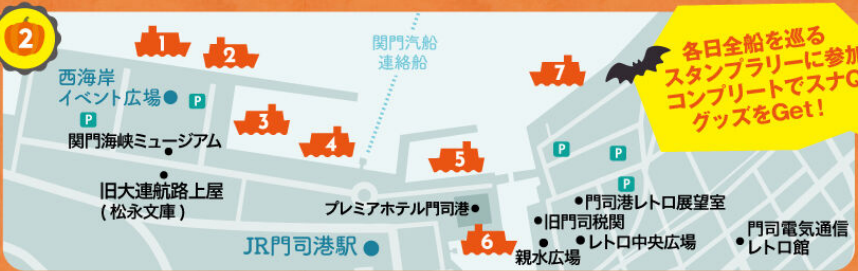 2
1
2
関門汽船
連絡船
7
各日全船を巡る
スタンプラリーに参加
コンプリートでスナQ
グッズをGet!
西海岸
イベント広場
P
P
関門海峡ミュージアム
3
4
5
P
P
P
旧大連航路上屋
(松永文庫)
プレミアホテル門司港
門司港レトロ展望室
旧門司税関
レトロ中央広場
門司電気通信
レトロ館
JR門司港駅
6
親水広場